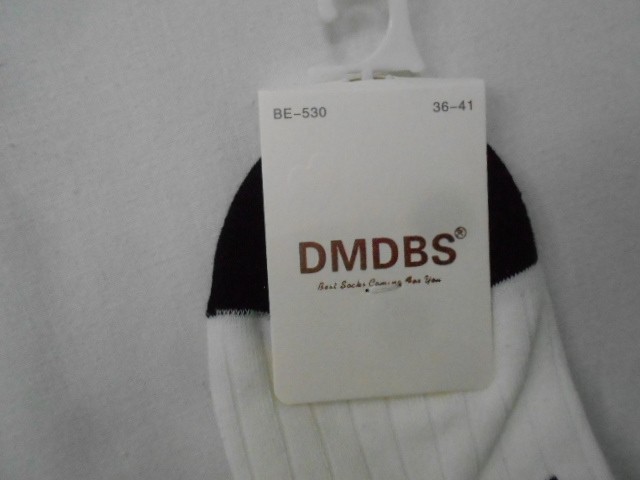 BE-530 36-41
DMDBS®
Best Socks Coming For You